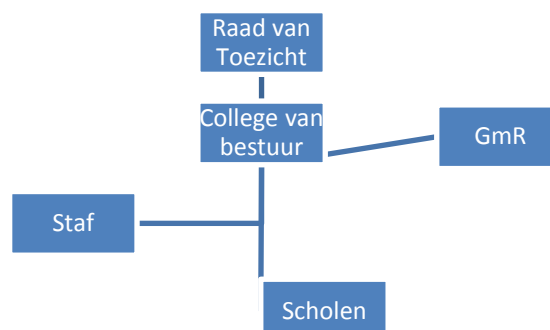 Raad van
Toezicht
College van
bestuur
GmR
Staf
Scholen